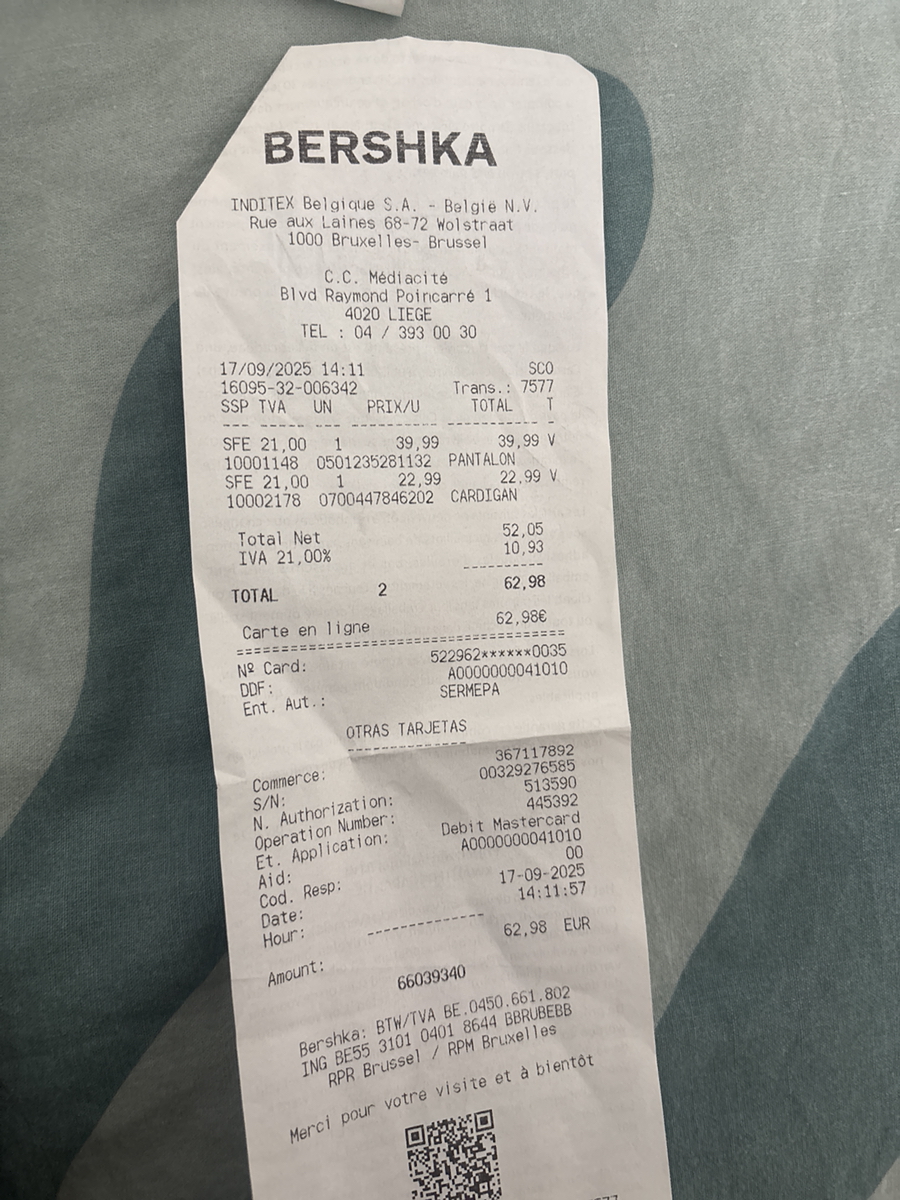 BERSHKA
INDITEX Belgique S.A. - België N.V.
Rue aux Laines 68-72 Wolstraat
1000 Bruxelles- Brussel
C.C. Médiacité
Blvd Raymond Poincarré 1
4020 LIEGE
TEL : 04 / 393 00 30
17/09/2025 14:11 SCO
16095-32-006342 Trans.: 7577
SSP TVA UN PRIX/U TOTAL T
--- ----- --- ---------- ----------- -
SFE 21,00 1 39,99 39,99 V
10001148 0501235281132 PANTALON
SFE 21,00 1 22,99 22,99 V
10002178 0700447846202 CARDIGAN
Total Net 52,05
IVA 21,00% 10,93
----------
TOTAL 2 62,98
Carte en ligne 62,98€
========================================
Nº Card: 522962******0035
DDF: A0000000041010
Ent. Aut.: SERMEPA
OTRAS TARJETAS
---------------
Commerce: 367117892
S/N: 00329276585
N. Authorization: 513590
Operation Number: 445392
Et. Application: Debit Mastercard
Aid: A0000000041010
Cod. Resp: 00
Date: 17-09-2025
Hour: 14:11:57
---------------
Amount: 62,98 EUR
66039340
Bershka: BTW/TVA BE.0450.661.802
ING BE55 3101 0401 8644 BBRUBEBB
RPR Brussel / RPM Bruxelles
Merci pour votre visite et à bientôt